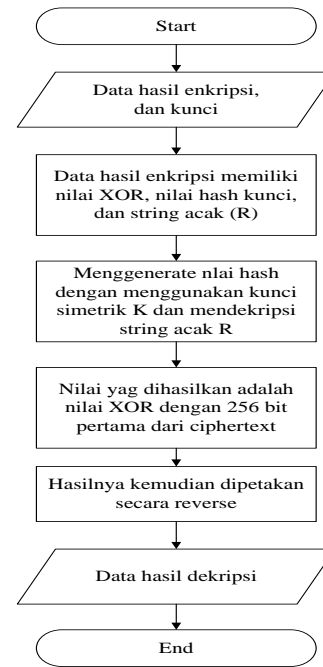 Start
Data hasil enkripsi,
dan kunci
Data hasil enkripsi memiliki
nilai XOR, nilai hash kunci,
dan string acak (R)
Menggenerate nlai hash
dengan menggunakan kunci
simetrik K dan mendekripsi
string acak R
Nilai yag dihasilkan adalah
nilai XOR dengan 256 bit
pertama dari ciphertext
Hasilnya kemudian dipetakan
secara reverse
Data hasil dekripsi
End